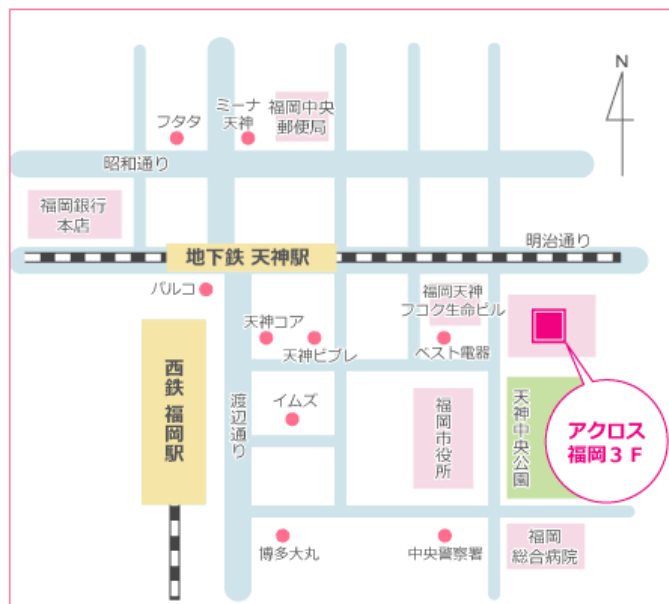 N
フタタ
ミーナ
天神
福岡中央
郵便局
昭和通り
福岡銀行
本店
明治通り
地下鉄 天神駅
パルコ
福岡天神
フコク生命ビル
天神コア
天神ビブレ
ベスト電器
西鉄 福岡駅
渡辺通り
イムズ
福岡市役所
天神中央公園
アクロス
福岡3F
博多大丸
中央警察署
福岡
総合病院